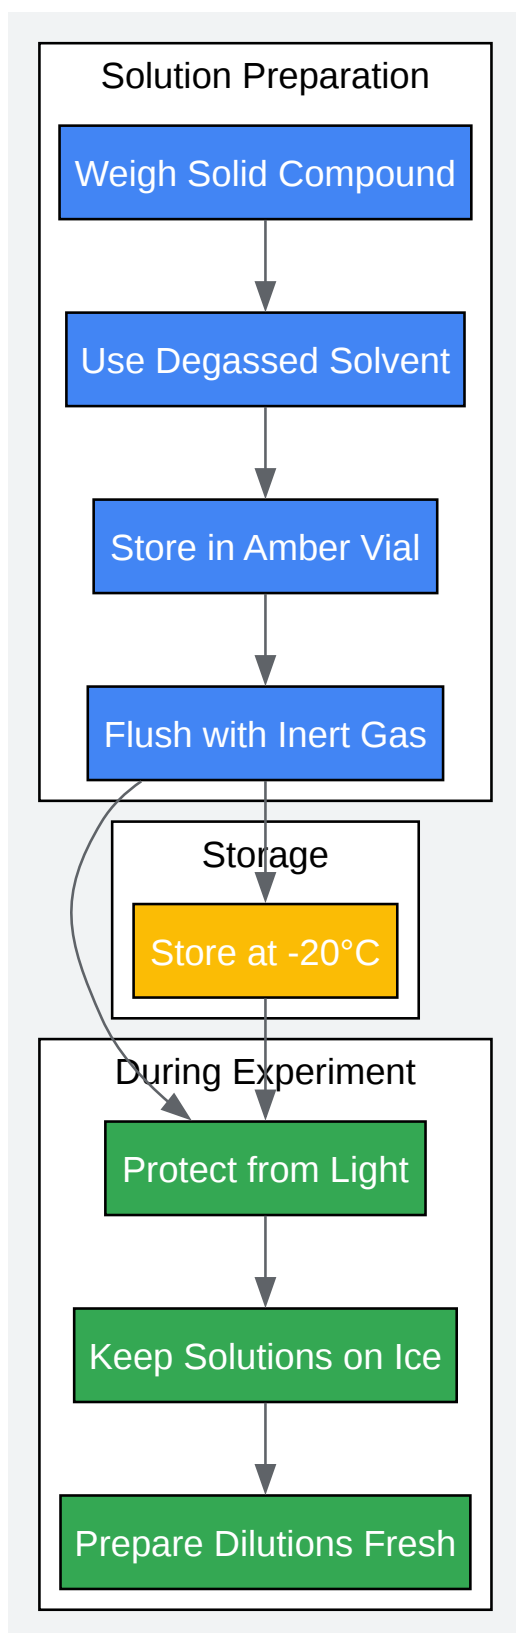 Solution Preparation
Weigh Solid Compound
Use Degassed Solvent
Store in Amber Vial
Flush with Inert Gas
Storage
Store at -20°C
During Experiment
Protect from Light
Keep Solutions on Ice
Prepare Dilutions Fresh